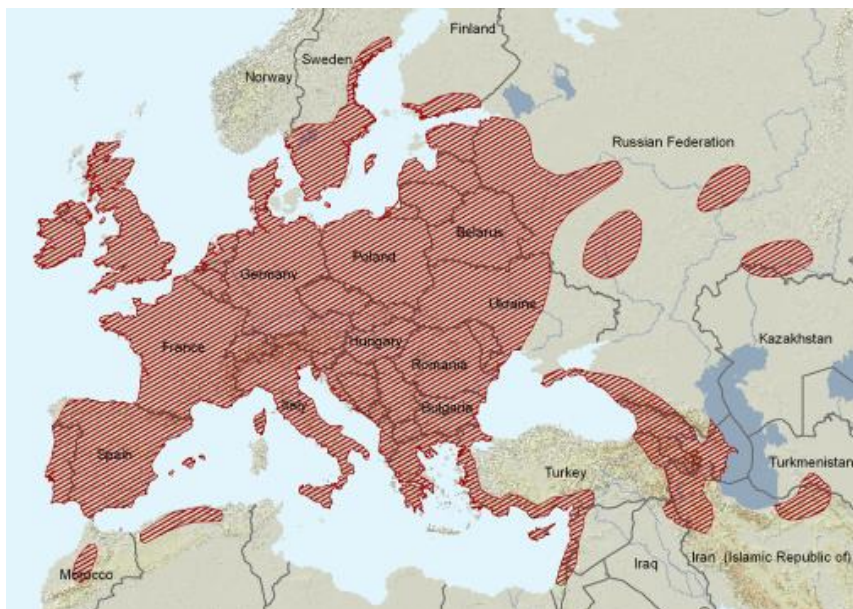 Finland
Sweden
Norway
Russian Federation
Belarus
Poland
Germany
Ukraine
Kazakhstan
France
Hungary
Romania
Italy
Bulgaria
Spain
Turkey
Turkmenistan
Morocco
Iraq
Iran (Islamic Republic of)